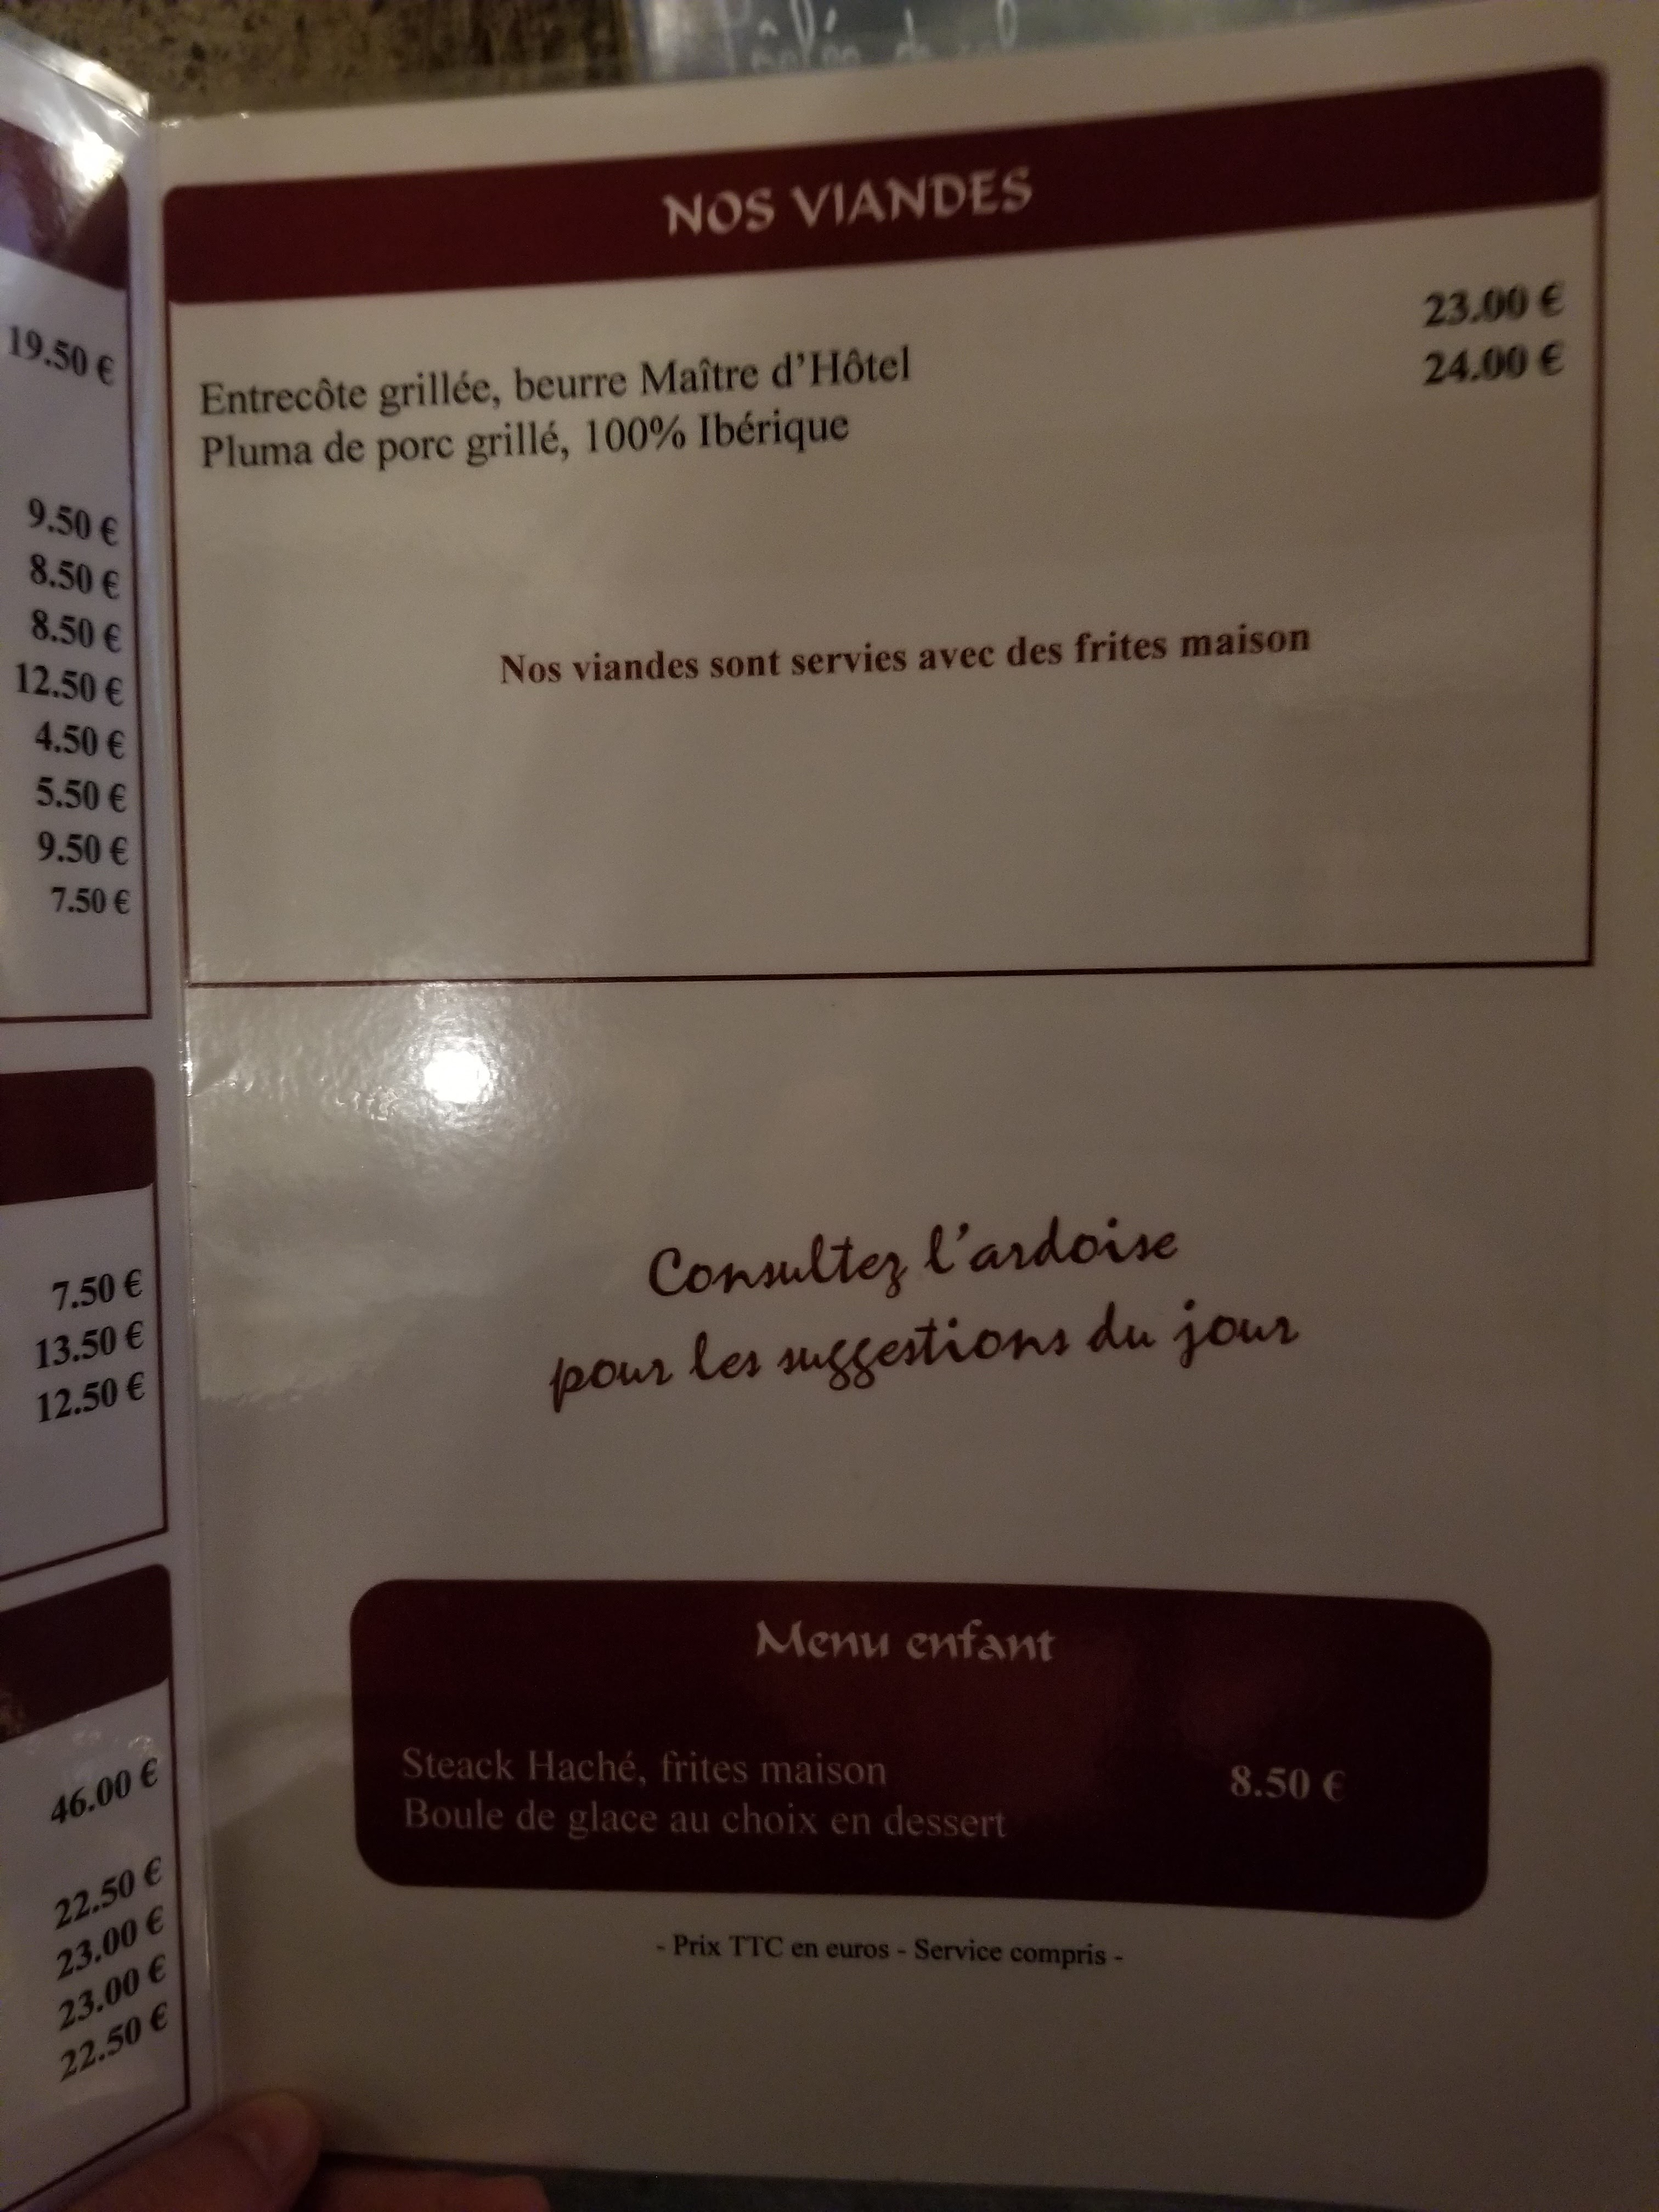 19.50 €
9.50 €
8.50 €
8.50 €
12.50 €
4.50 €
5.50 €
9.50 €
7.50 €
7.50 €
13.50 €
12.50 €
46.00 €
22.50 €
23.00 €
23.00 €
22.50 €
NOS VIANDES
23.00 €
Entrecôte grillée, beurre Maître d'Hôtel
24.00 €
Pluma de porc grillé, 100% Ibérique
Nos viandes sont servies avec des frites maison
Consultez l'ardoise
pour les suggestions du jour
Menu enfant
Steack Haché, frites maison
8.50 €
Boule de glace au choix en dessert
- Prix TTC en euros - Service compris -